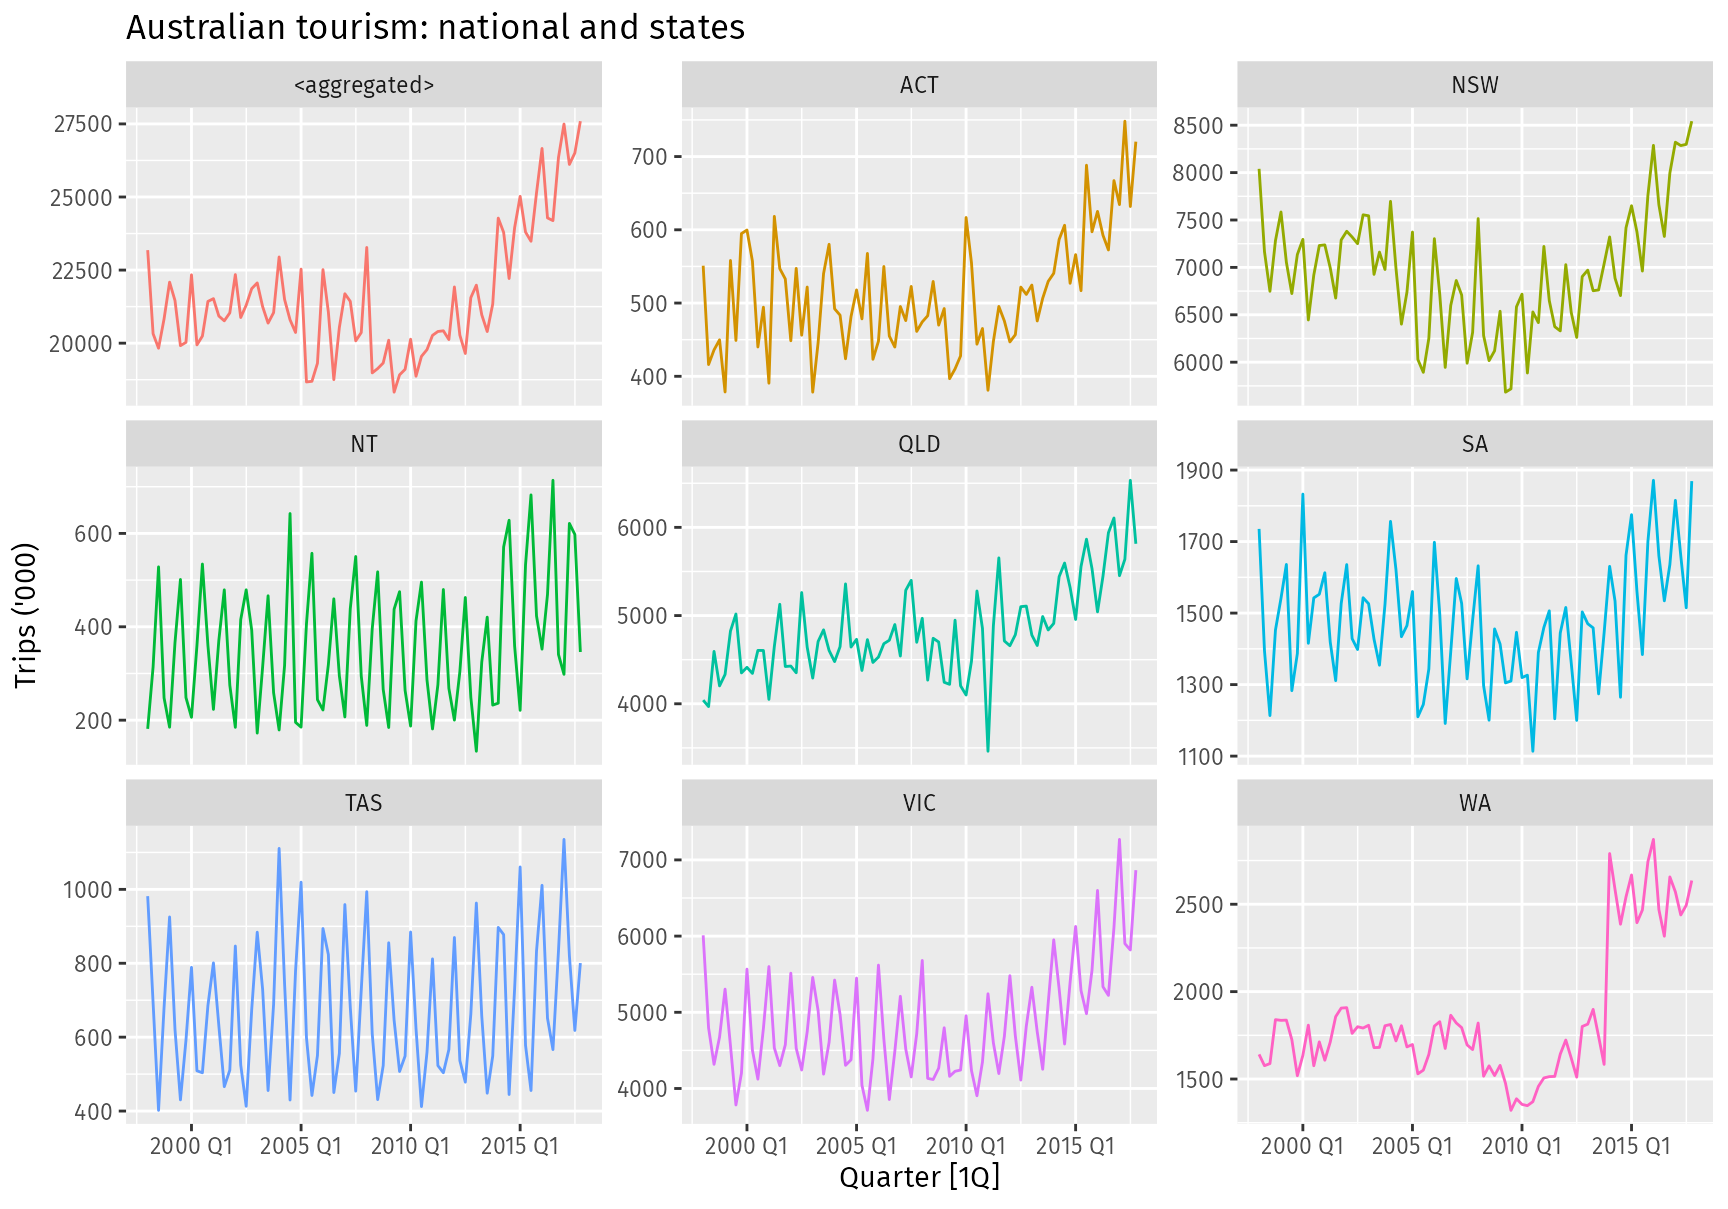 Australian tourism: national and states
<aggregated>
ACT
NSW
27500
25000
22500
20000
700
600
500
400
8500
8000
7500
7000
6500
6000
NT
QLD
SA
600
400
200
6000
5000
4000
1900
1700
1500
1300
1100
TAS
VIC
WA
1000
800
600
400
7000
6000
5000
4000
2500
2000
1500
2000 Q1 2005 Q1 2010 Q1 2015 Q1
2000 Q1 2005 Q1 2010 Q1 2015 Q1
2000 Q1 2005 Q1 2010 Q1 2015 Q1
Trips ('000)
Quarter [1Q]